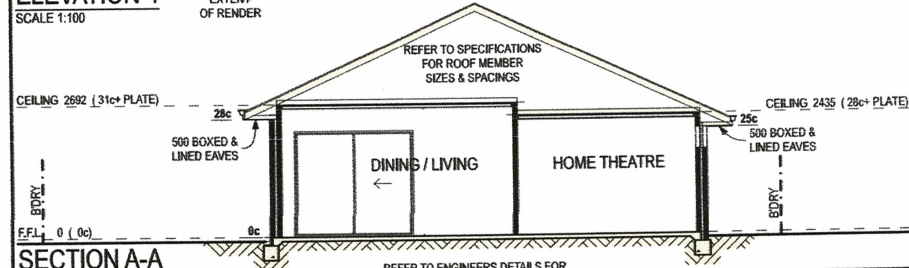 ELEVATION 4
SCALE 1:100
EXTENT
OF RENDER
REFER TO SPECIFICATIONS
FOR ROOF MEMBER
SIZES & SPACINGS
CEILING 2692 (31c+ PLATE)
28c
CEILING 2435 (28c+ PLATE)
25c
500 BOXED &
LINED EAVES
500 BOXED &
LINED EAVES
DINING / LIVING
HOME THEATRE
B'DRY
B'DRY
F.F.L. 0 ( 0c)
0c
SECTION A-A
REFER TO ENGINEERS DETAILS FOR